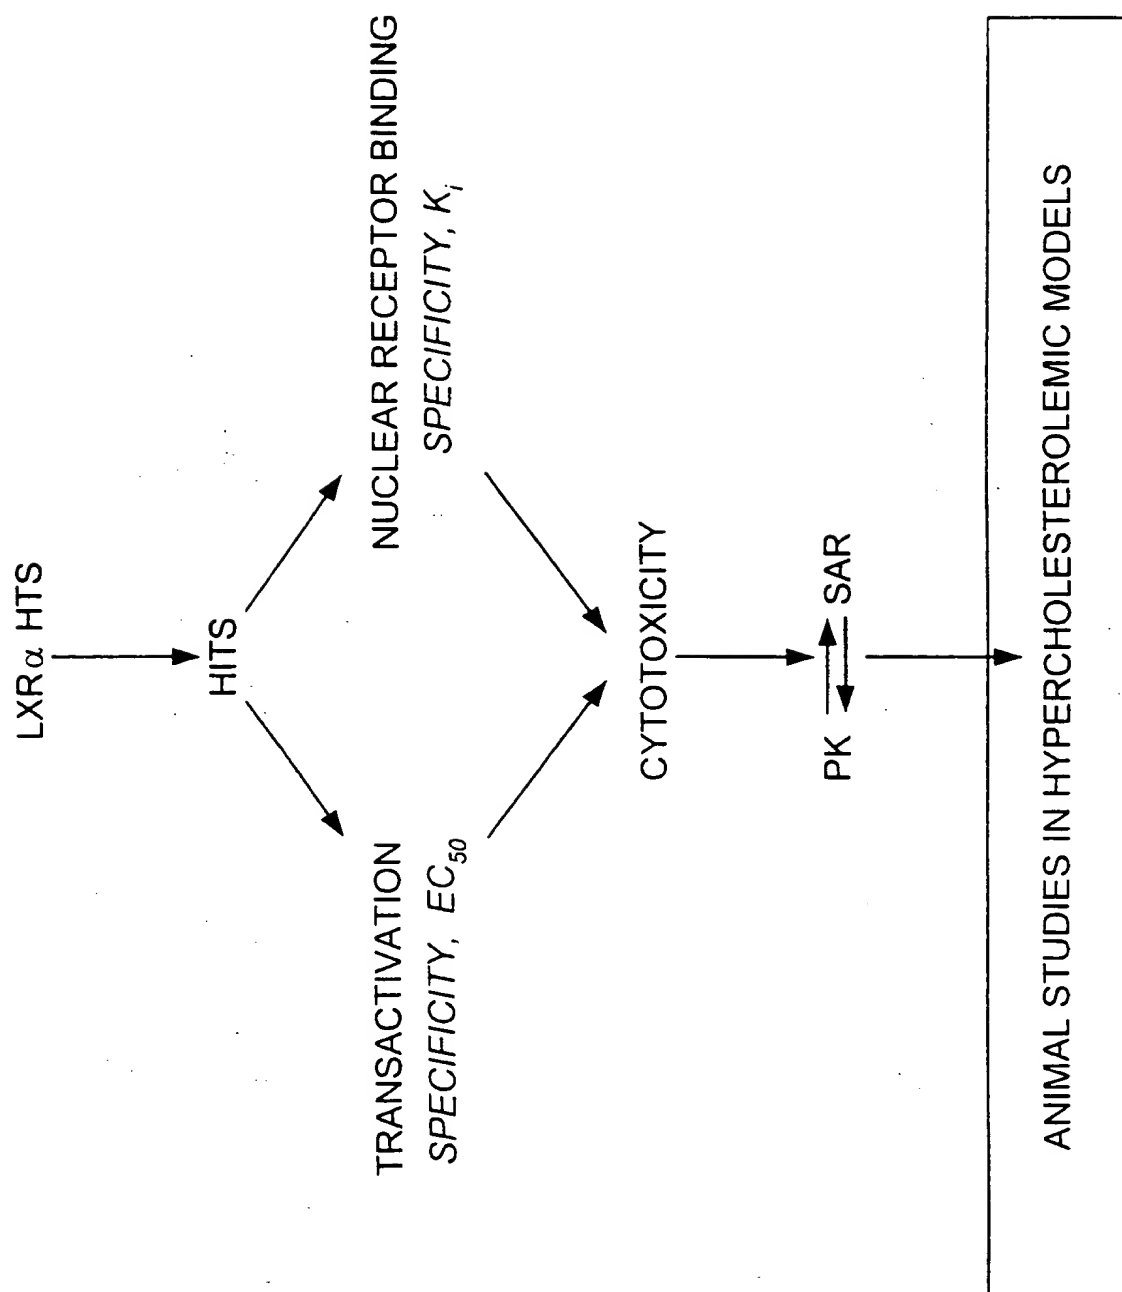 LXRα HTS
HITS
TRANSACTIVATION
SPECIFICITY, EC50
NUCLEAR RECEPTOR BINDING
SPECIFICITY, Ki
CYTOTOXICITY
PK SAR
ANIMAL STUDIES IN HYPERCHOLESTEROLEMIC MODELS